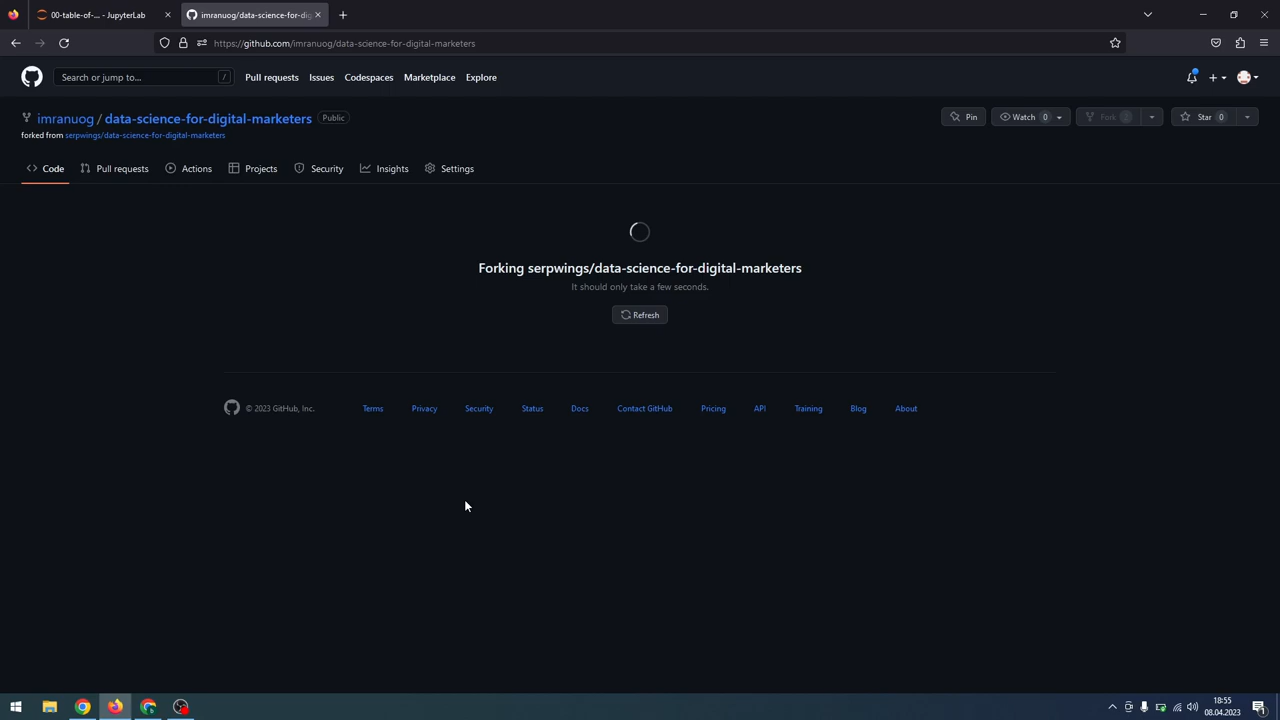 00-table-of-... - JupyterLab
imranuog/data-science-for-dig
https://github.com/imranuog/data-science-for-digital-marketers
Search or jump to...
/
Pull requests
Issues
Codespaces
Marketplace
Explore
imranuog / data-science-for-digital-marketers
Public
Pin
Watch 0
Fork 2
Star 0
forked from serpwings/data-science-for-digital-marketers
Code
Pull requests
Actions
Projects
Security
Insights
Settings
Forking serpwings/data-science-for-digital-marketers
It should only take a few seconds.
Refresh
© 2023 GitHub, Inc.
Terms
Privacy
Security
Status
Docs
Contact GitHub
Pricing
API
Training
Blog
About
18:55
08.04.2023